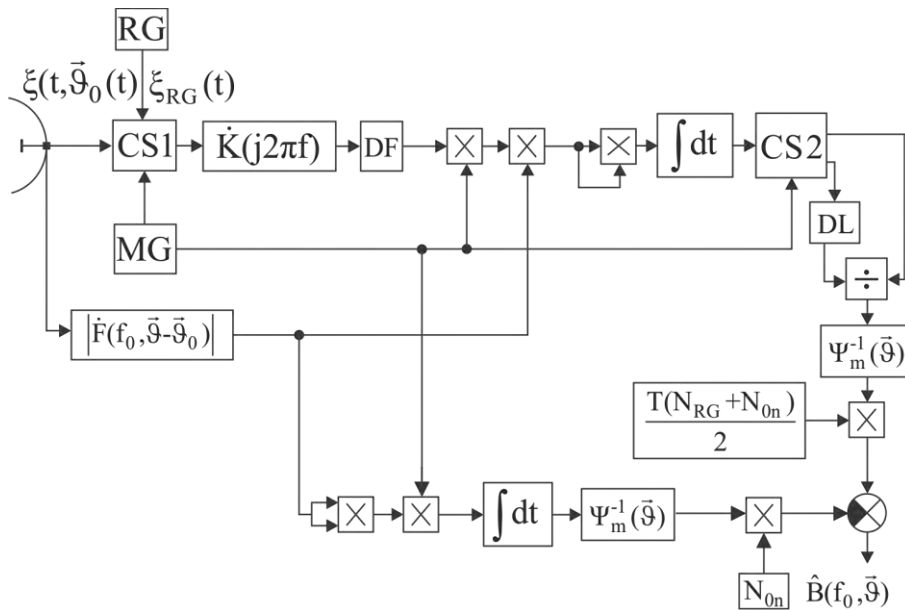 RG
ξ(t,ϑ⃗₀(t) ξ_RG(t)
CS1
K̇(j2πf)
DF
×
×
×
∫dt
CS2
MG
DL
÷
|Ḟ(f₀,ϑ⃗-ϑ⃗₀)|
Ψ_m⁻¹(ϑ⃗)
T(N_RG+N_0n)
2
×
×
×
∫dt
Ψ_m⁻¹(ϑ⃗)
×
N_0n
B̂(f₀,ϑ⃗)